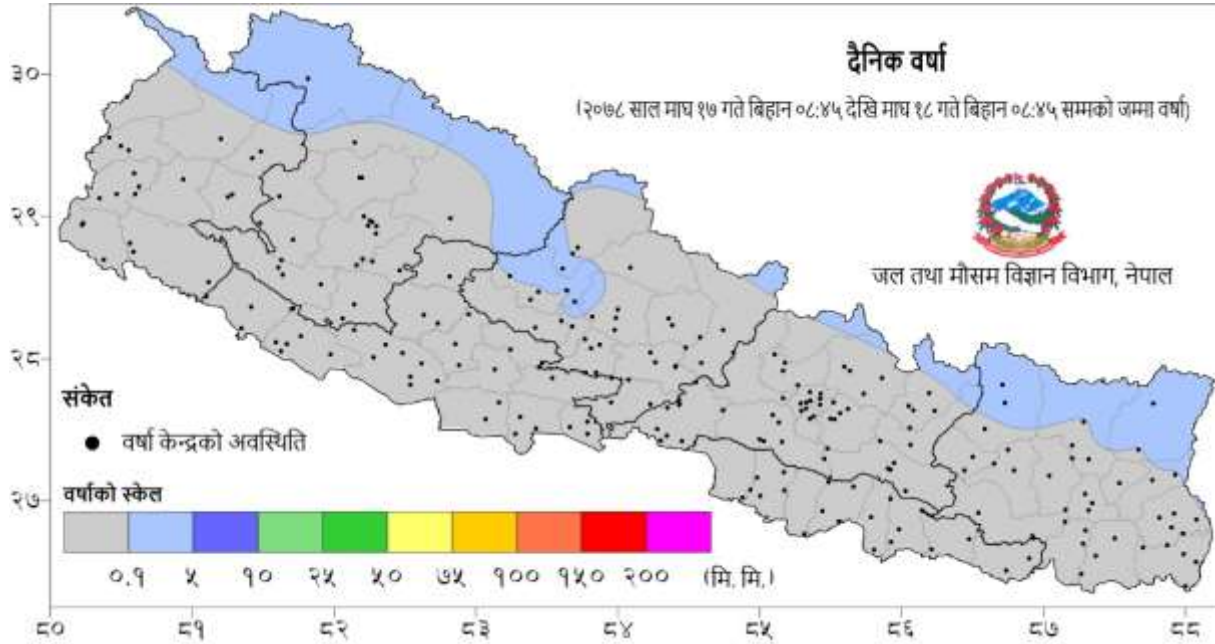 दैनिक वर्षा
(२०७८ साल माघ १७ गते बिहान ०८:४५ देखि माघ १८ गते बिहान ०८:४५ सम्मको जम्मा वर्षा)
जल तथा मौसम विज्ञान विभाग, नेपाल
३०
२९
२८
२७
संकेत
वर्षा केन्द्रको अवस्थिति
वर्षाको स्केल
०.१ ५ १० २५ ५० ७५ १०० १५० २०० (मि. मि.)
८० ८१ ८२ ८३ ८४ ८५ ८६ ८७ ८८